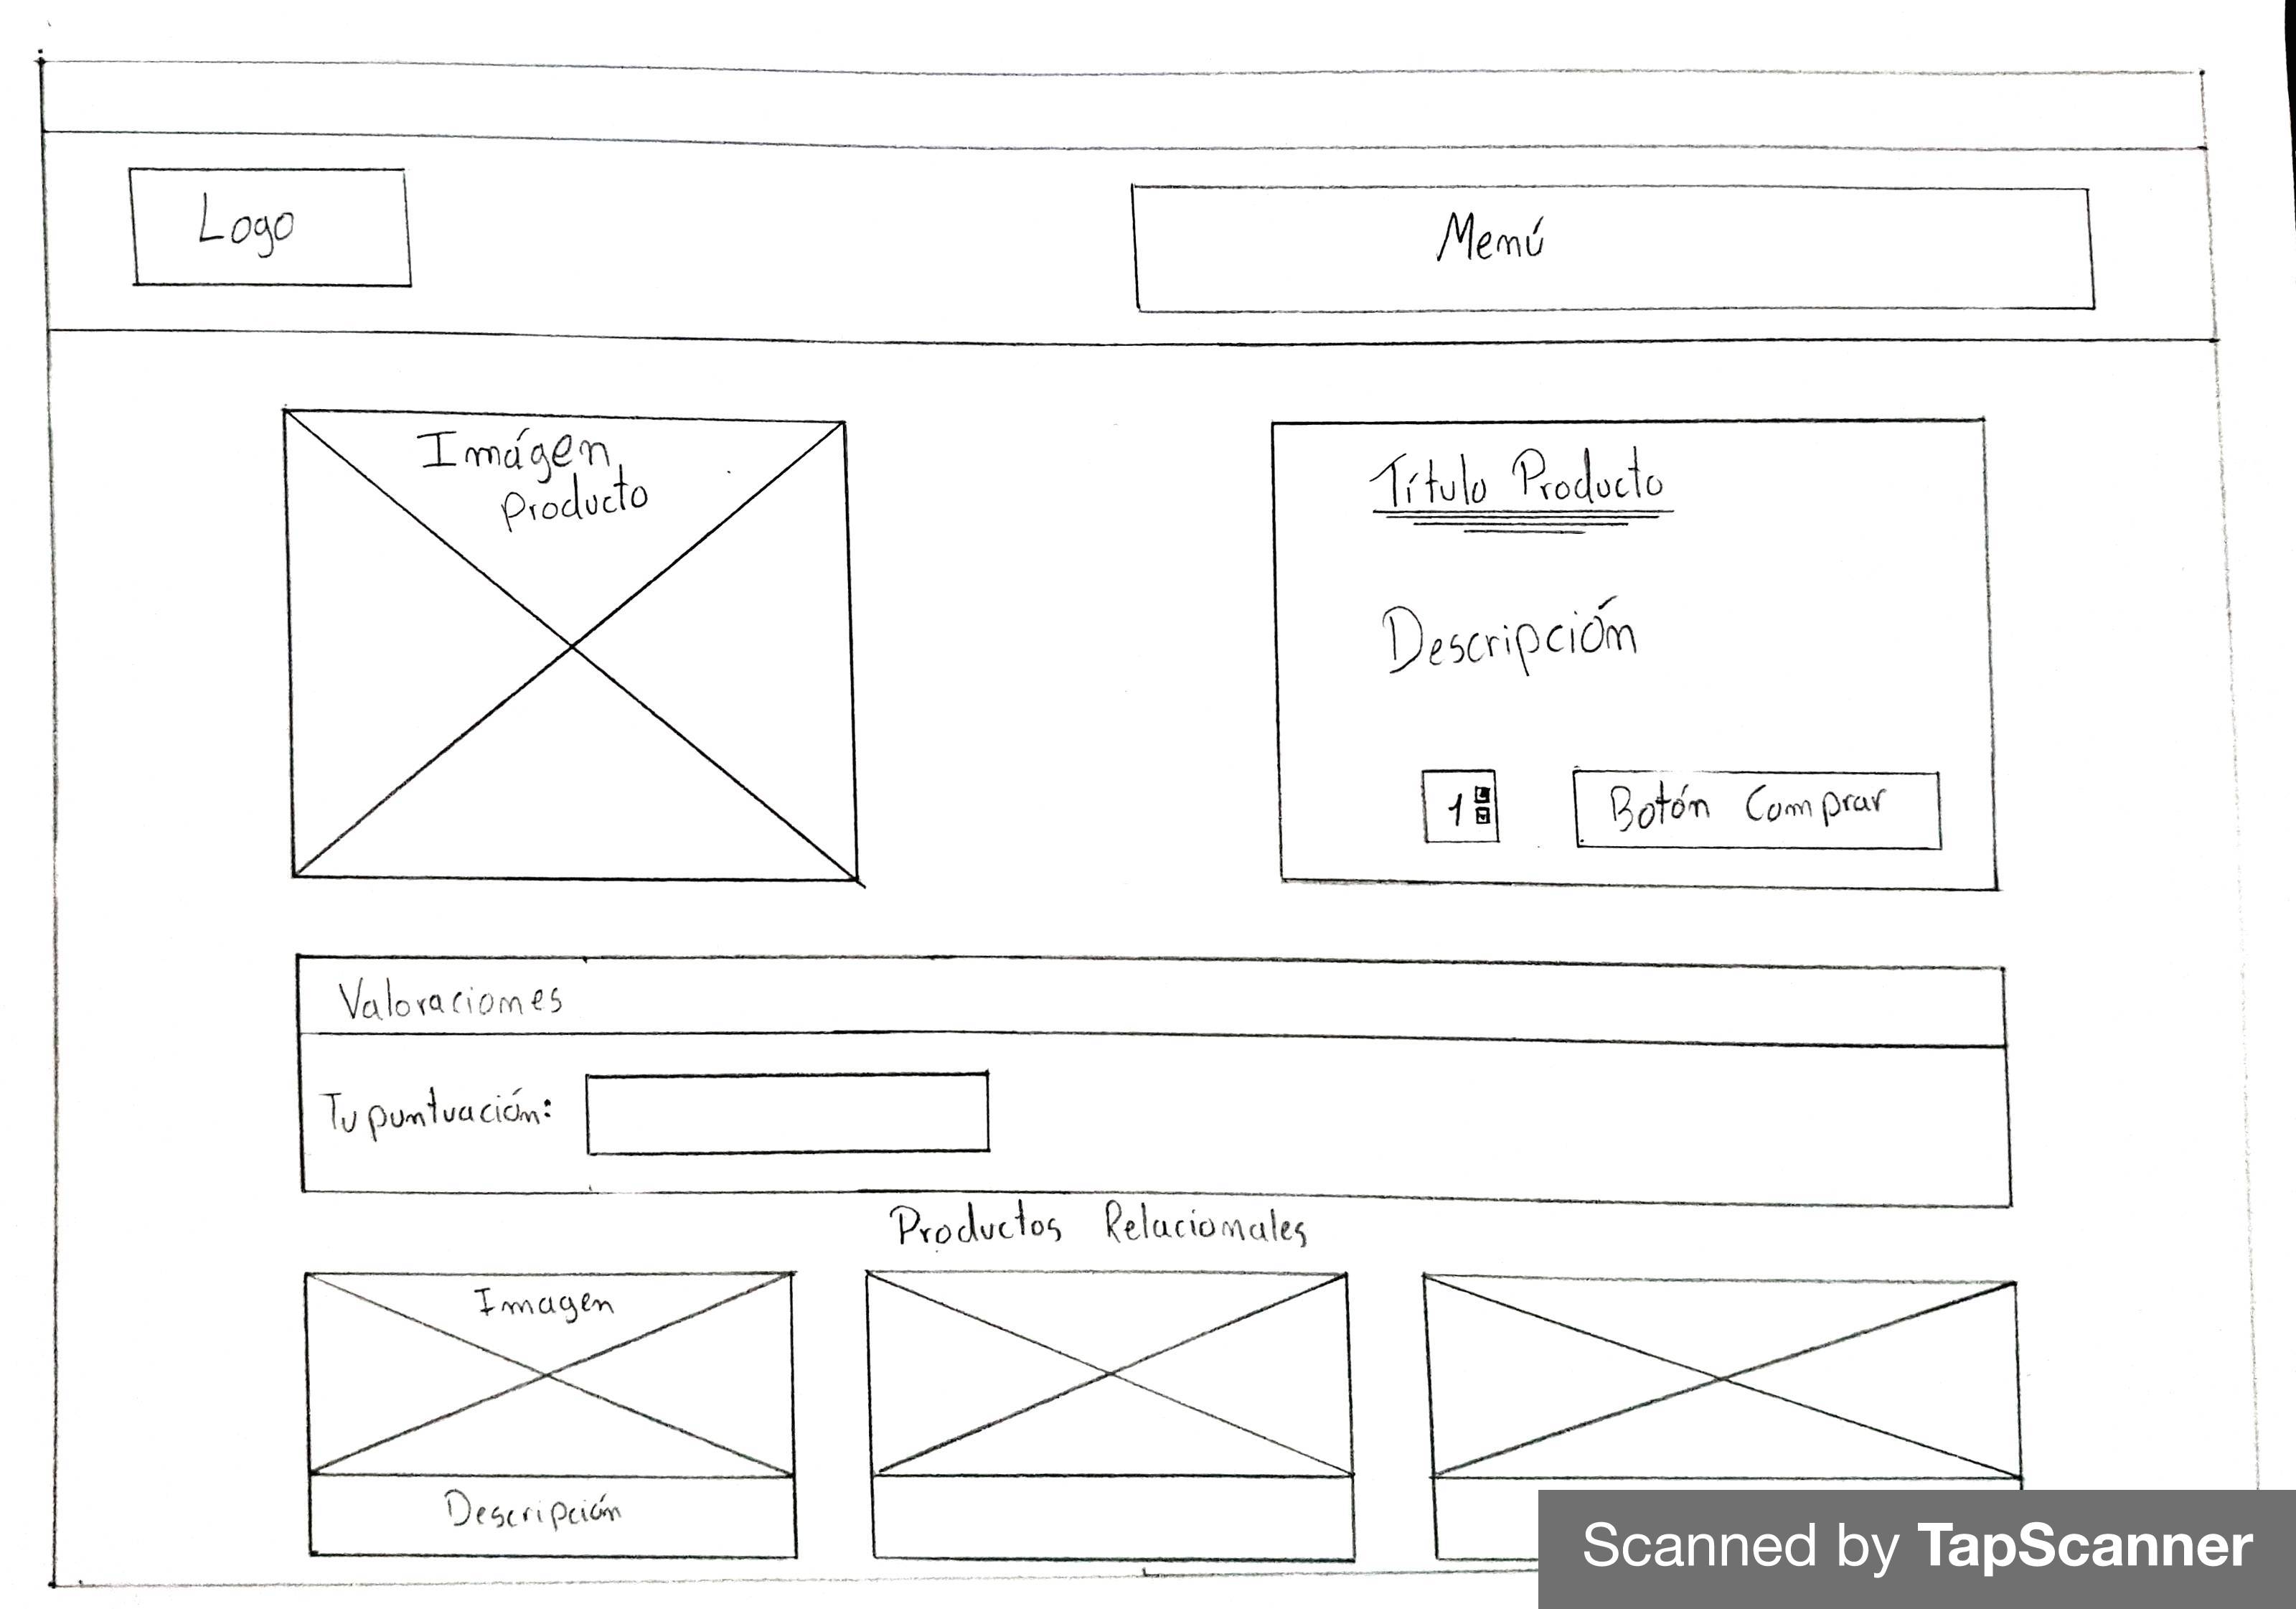 Logo
Menú
Imágen
Producto
Título Producto
Descripción
1
Botón Comprar
Valoraciones
Tu puntuación:
Productos Relacionales
Imagen
Descripción
Scanned by TapScanner